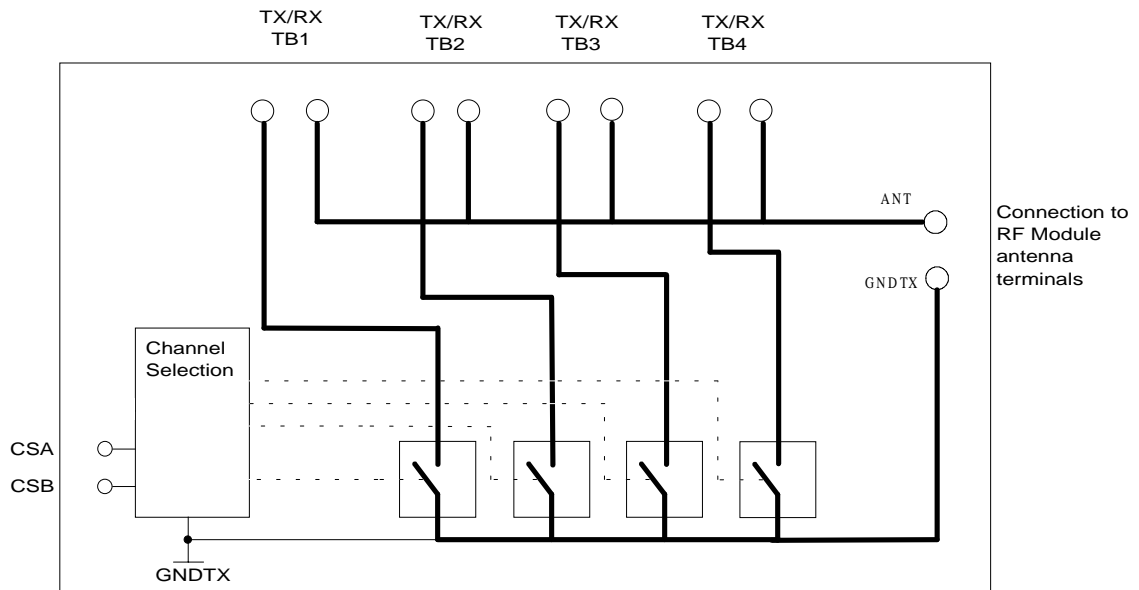 TX/RX
TB1
TX/RX
TB2
TX/RX
TB3
TX/RX
TB4
ANT
Connection to
RF Module
antenna
terminals
GNDTX
Channel
Selection
CSA
CSB
GNDTX